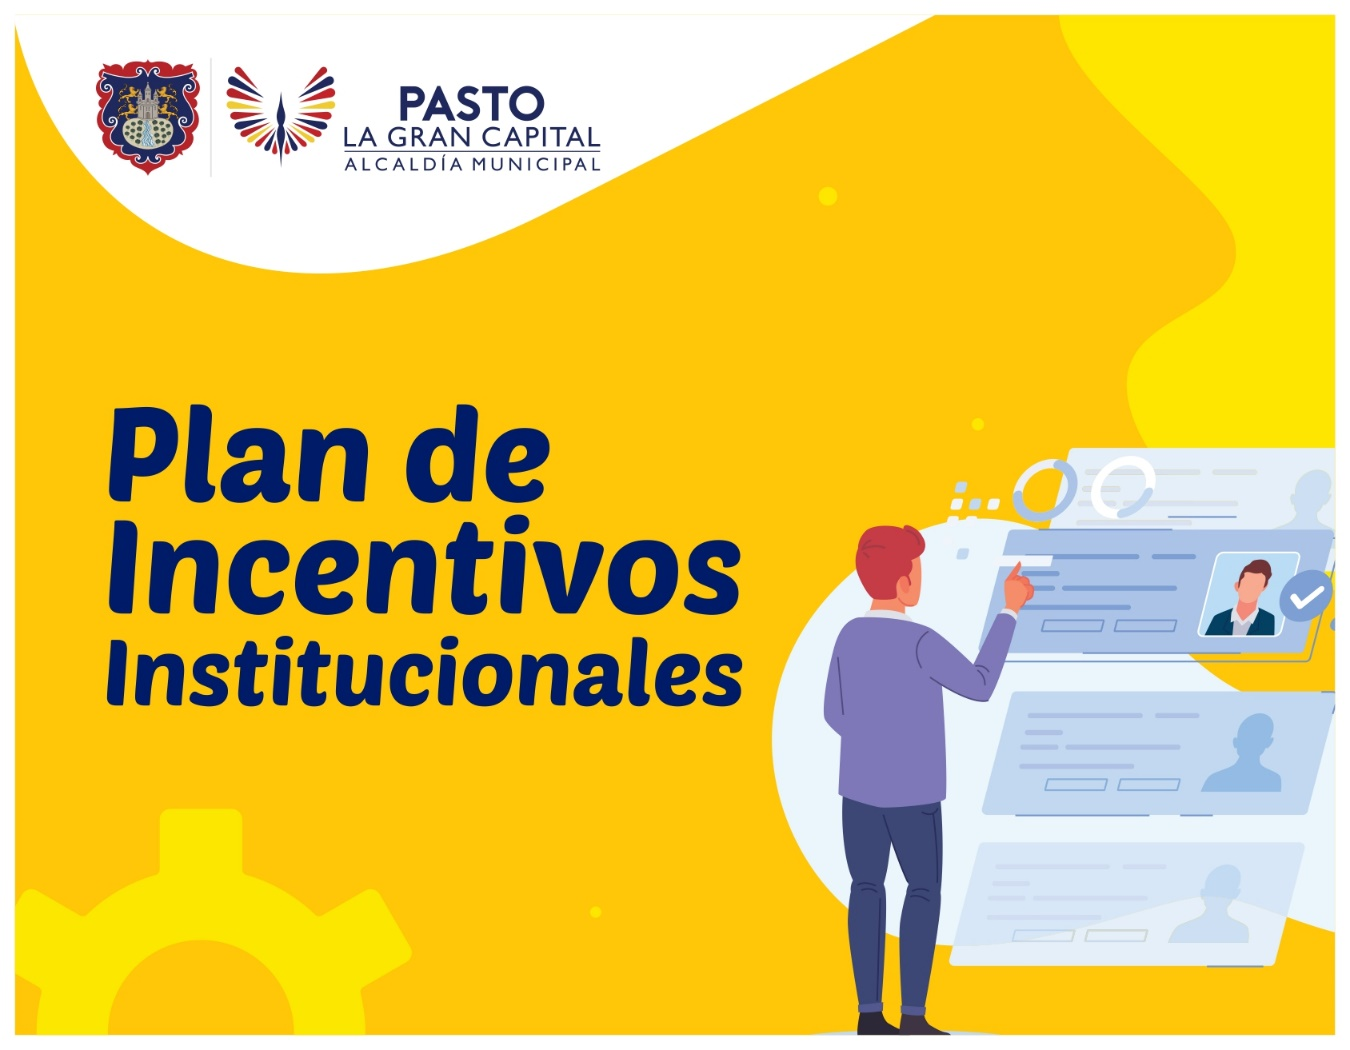 PASTO
LA GRAN CAPITAL
ALCALDÍA MUNICIPAL
Plan de
Incentivos
Institucionales